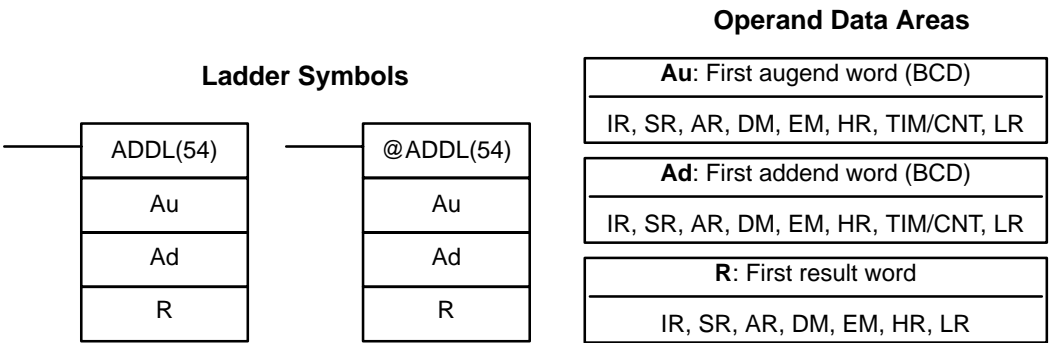 Operand Data Areas
Ladder Symbols
ADDL(54)
Au
Ad
R
@ADDL(54)
Au
Ad
R
Au: First augend word (BCD)
IR, SR, AR, DM, EM, HR, TIM/CNT, LR
Ad: First addend word (BCD)
IR, SR, AR, DM, EM, HR, TIM/CNT, LR
R: First result word
IR, SR, AR, DM, EM, HR, LR